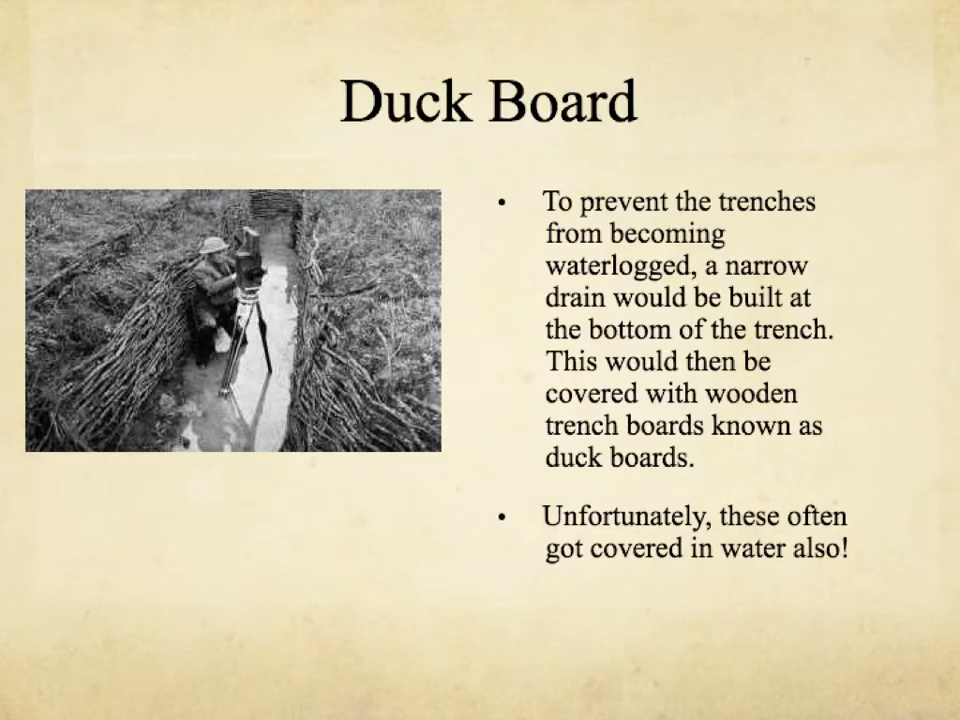 Duck Board
• To prevent the trenches
from becoming
waterlogged, a narrow
drain would be built at
the bottom of the trench.
This would then be
covered with wooden
trench boards known as
duck boards.
• Unfortunately, these often
got covered in water also!